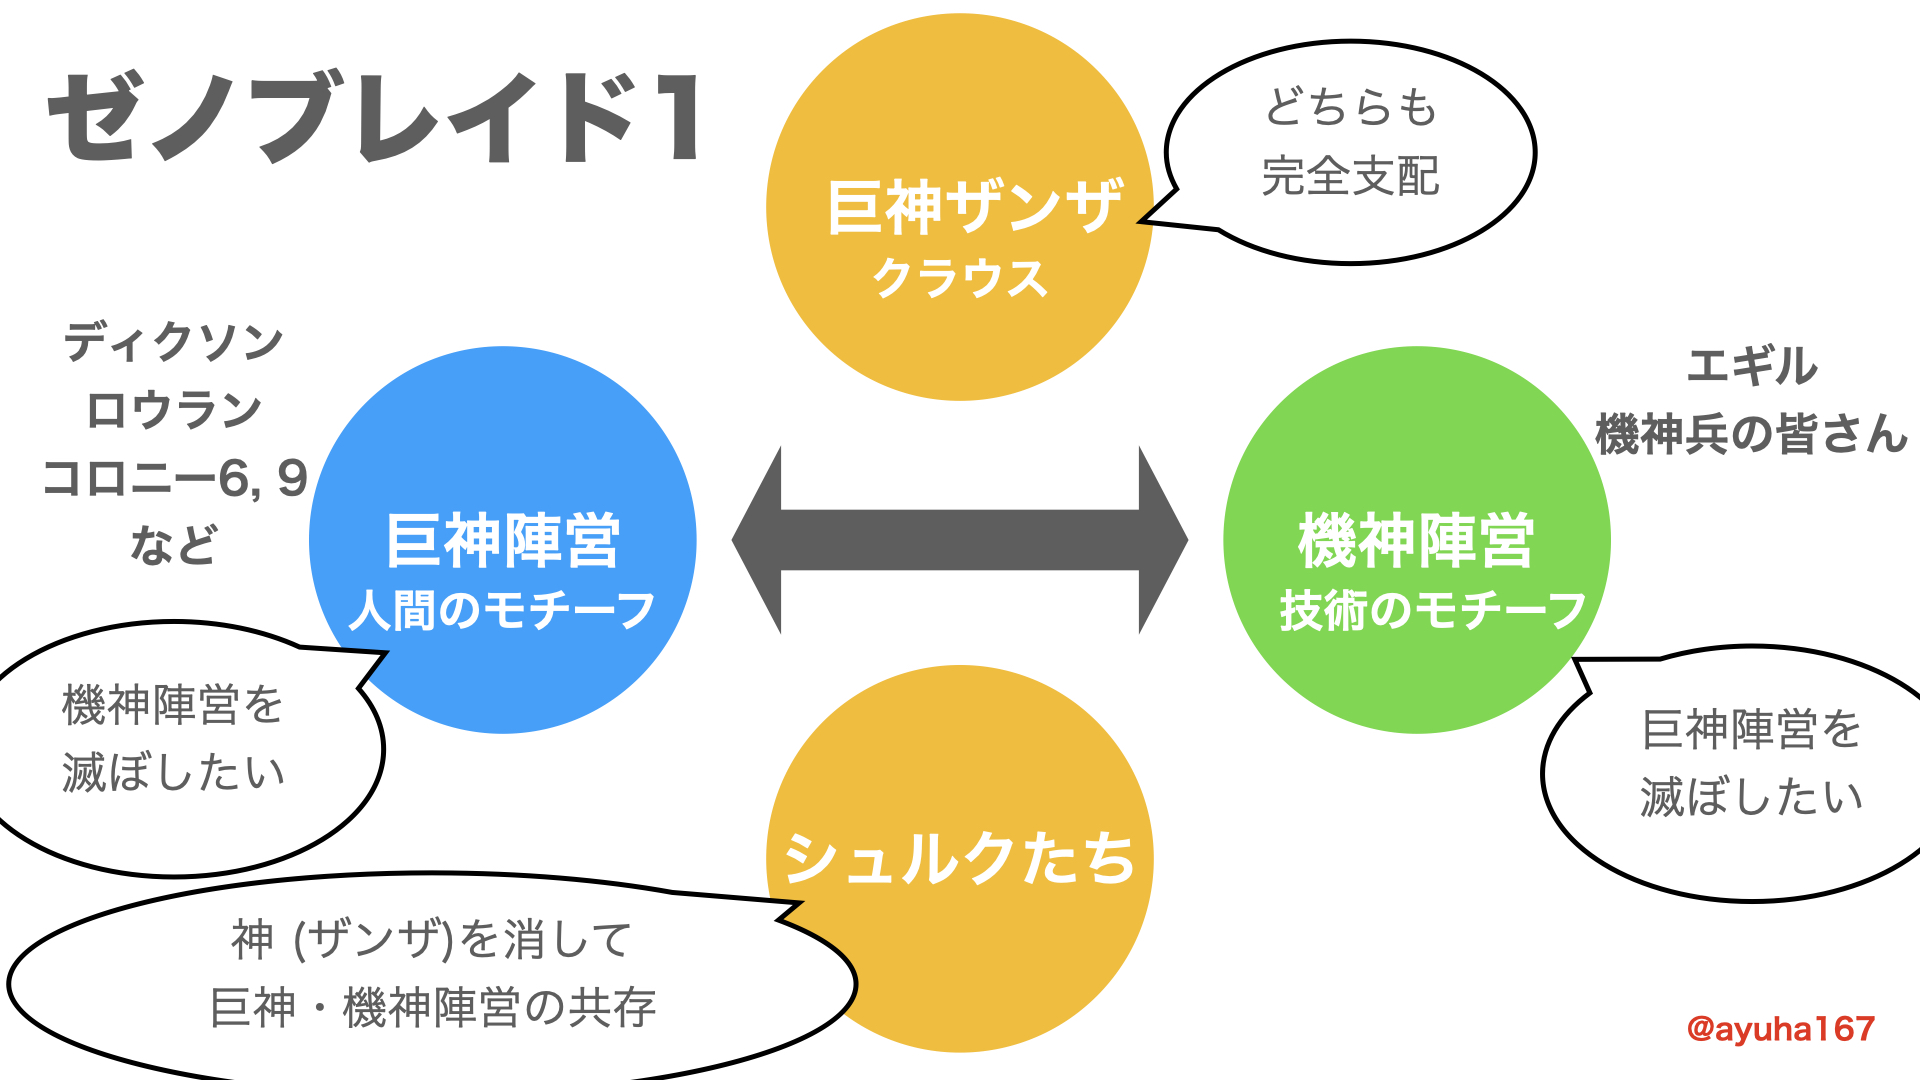 ゼノブレイド1
巨神ザンザ
クラウス
どちらも
完全支配
ディクソン
ロウラン
コロニー6, 9
など
巨神陣営
人間のモチーフ
機神陣営
技術のモチーフ
エギル
機神兵の皆さん
機神陣営を
滅ぼしたい
巨神陣営を
滅ぼしたい
シュルクたち
神 (ザンザ)を消して
巨神・機神陣営の共存
@ayuha167